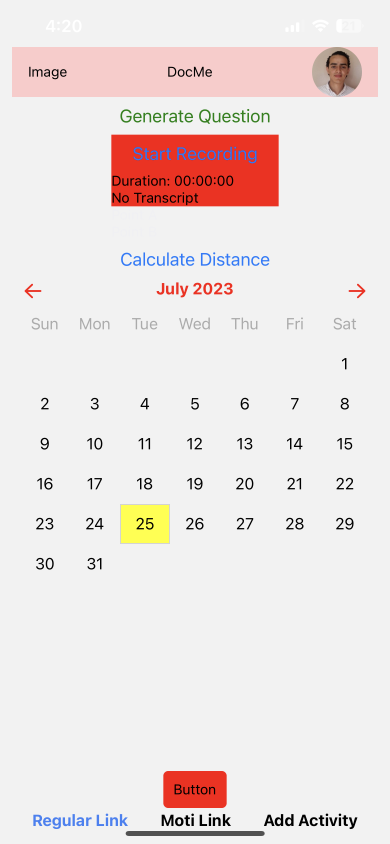 4:20
Image DocMe
Generate Question
Start Recording
Duration: 00:00:00
No Transcript
Calculate Distance
July 2023
Sun Mon Tue Wed Thu Fri Sat
1
2 3 4 5 6 7 8
9 10 11 12 13 14 15
16 17 18 19 20 21 22
23 24 25 26 27 28 29
30 31
Button
Regular Link Moti Link Add Activity